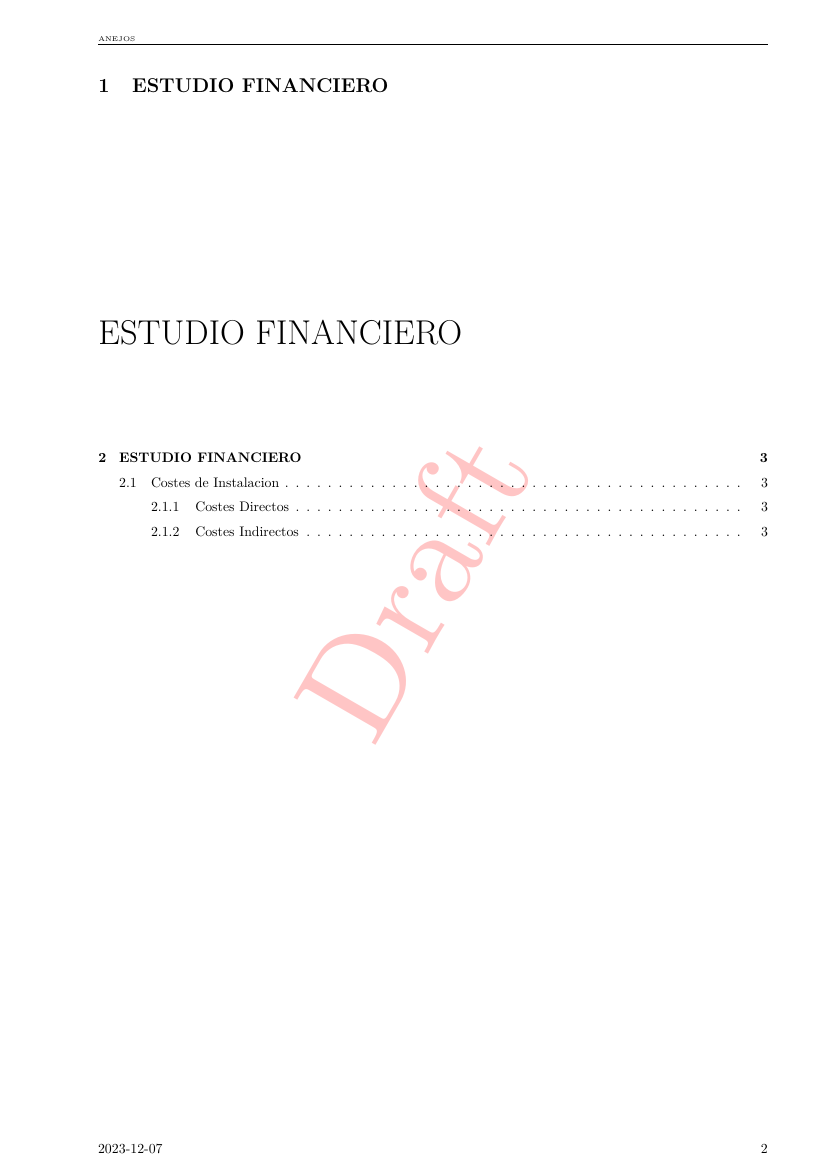 ANEJOS
1 ESTUDIO FINANCIERO
ESTUDIO FINANCIERO
2 ESTUDIO FINANCIERO 3
2.1 Costes de Instalacion . . . . . . . . . . . . . . . . . . . . . . . . . . . . . . . . . . . . . . . . . . . 3
2.1.1 Costes Directos . . . . . . . . . . . . . . . . . . . . . . . . . . . . . . . . . . . . . . . . . . 3
2.1.2 Costes Indirectos . . . . . . . . . . . . . . . . . . . . . . . . . . . . . . . . . . . . . . . . . 3
Draft
2023-12-07 2